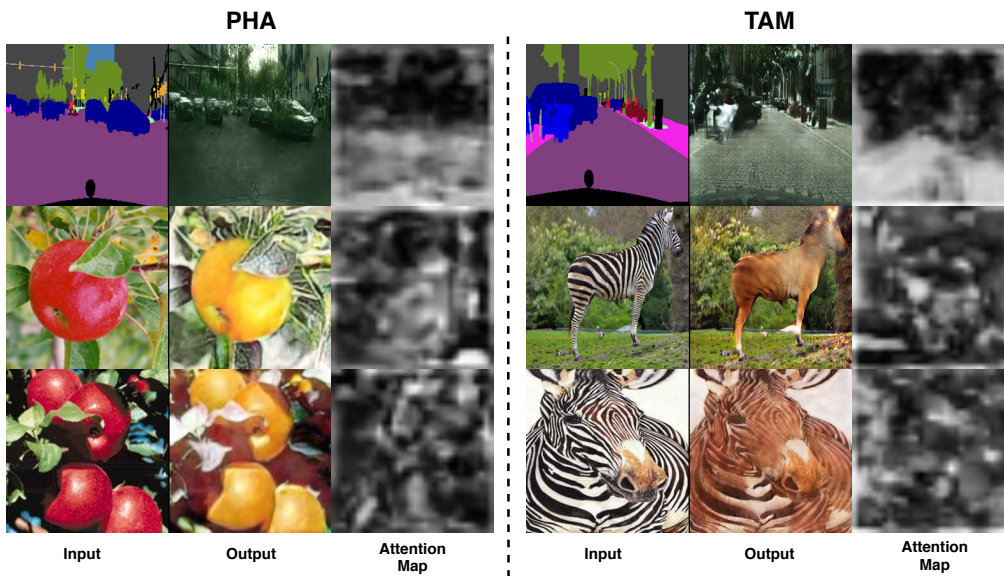 PHA
TAM
Input
Output
Attention
Map
Input
Output
Attention
Map